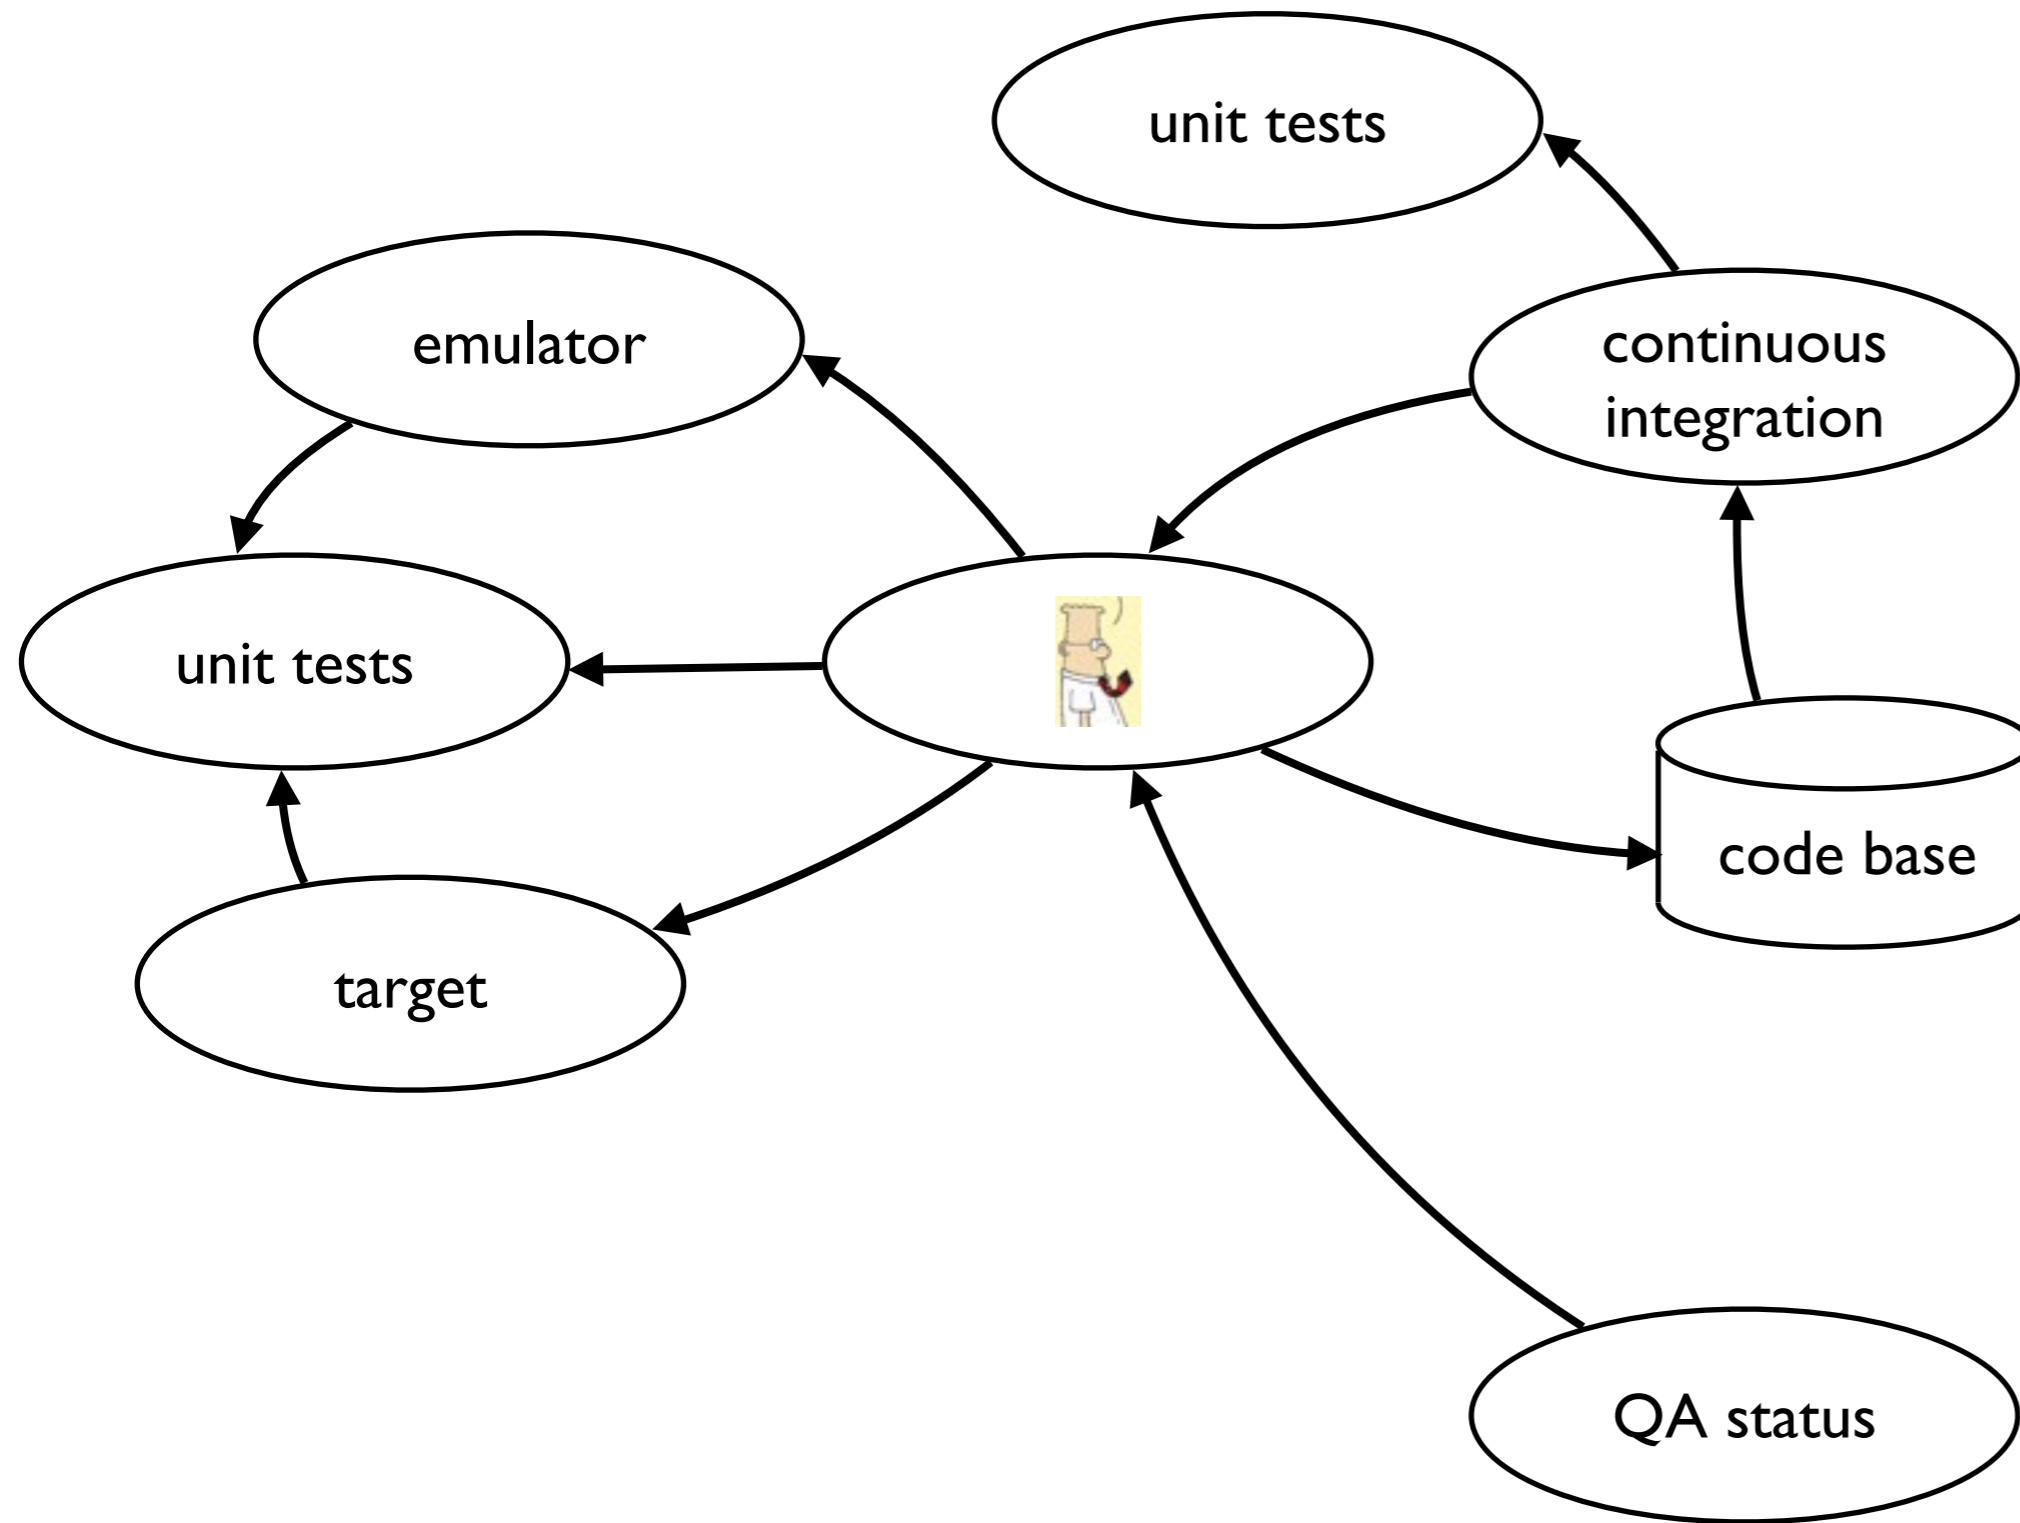 unit tests
emulator
continuous
integration
unit tests
code base
target
QA status